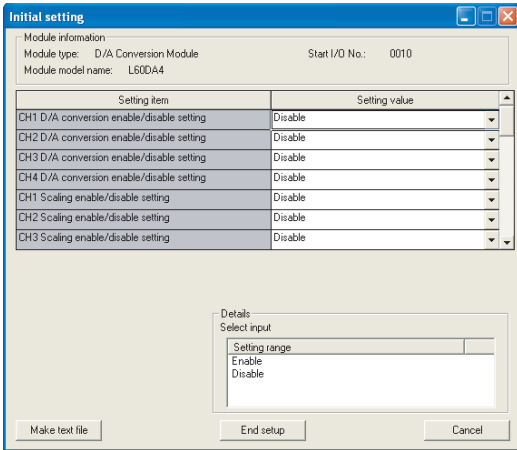 Initial setting
Module information
Module type: D/A Conversion Module Start I/O No.: 0010
Module model name: L60DA4
Setting item Setting value
CH1 D/A conversion enable/disable setting Disable
CH2 D/A conversion enable/disable setting Disable
CH3 D/A conversion enable/disable setting Disable
CH4 D/A conversion enable/disable setting Disable
CH1 Scaling enable/disable setting Disable
CH2 Scaling enable/disable setting Disable
CH3 Scaling enable/disable setting Disable
Details
Select input
Setting range
Enable
Disable
Make text file End setup Cancel